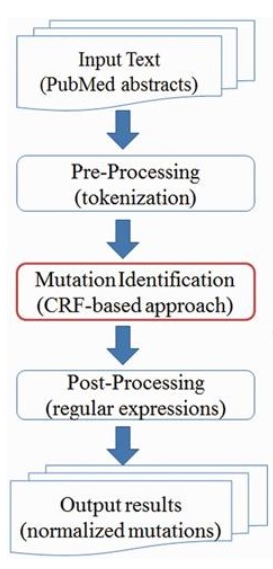 Input Text
(PubMed abstracts)
Pre-Processing
(tokenization)
Mutation Identification
(CRF-based approach)
Post-Processing
(regular expressions)
Output results
(normalized mutations)